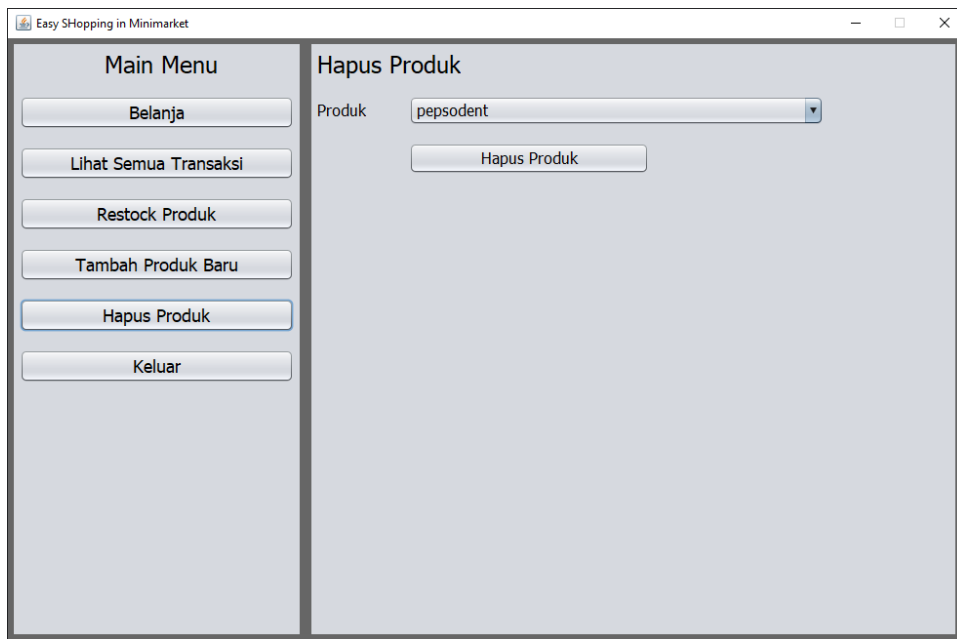 Easy SHopping in Minimarket
Main Menu
Belanja
Lihat Semua Transaksi
Restock Produk
Tambah Produk Baru
Hapus Produk
Keluar
Hapus Produk
Produk pepsodent
Hapus Produk